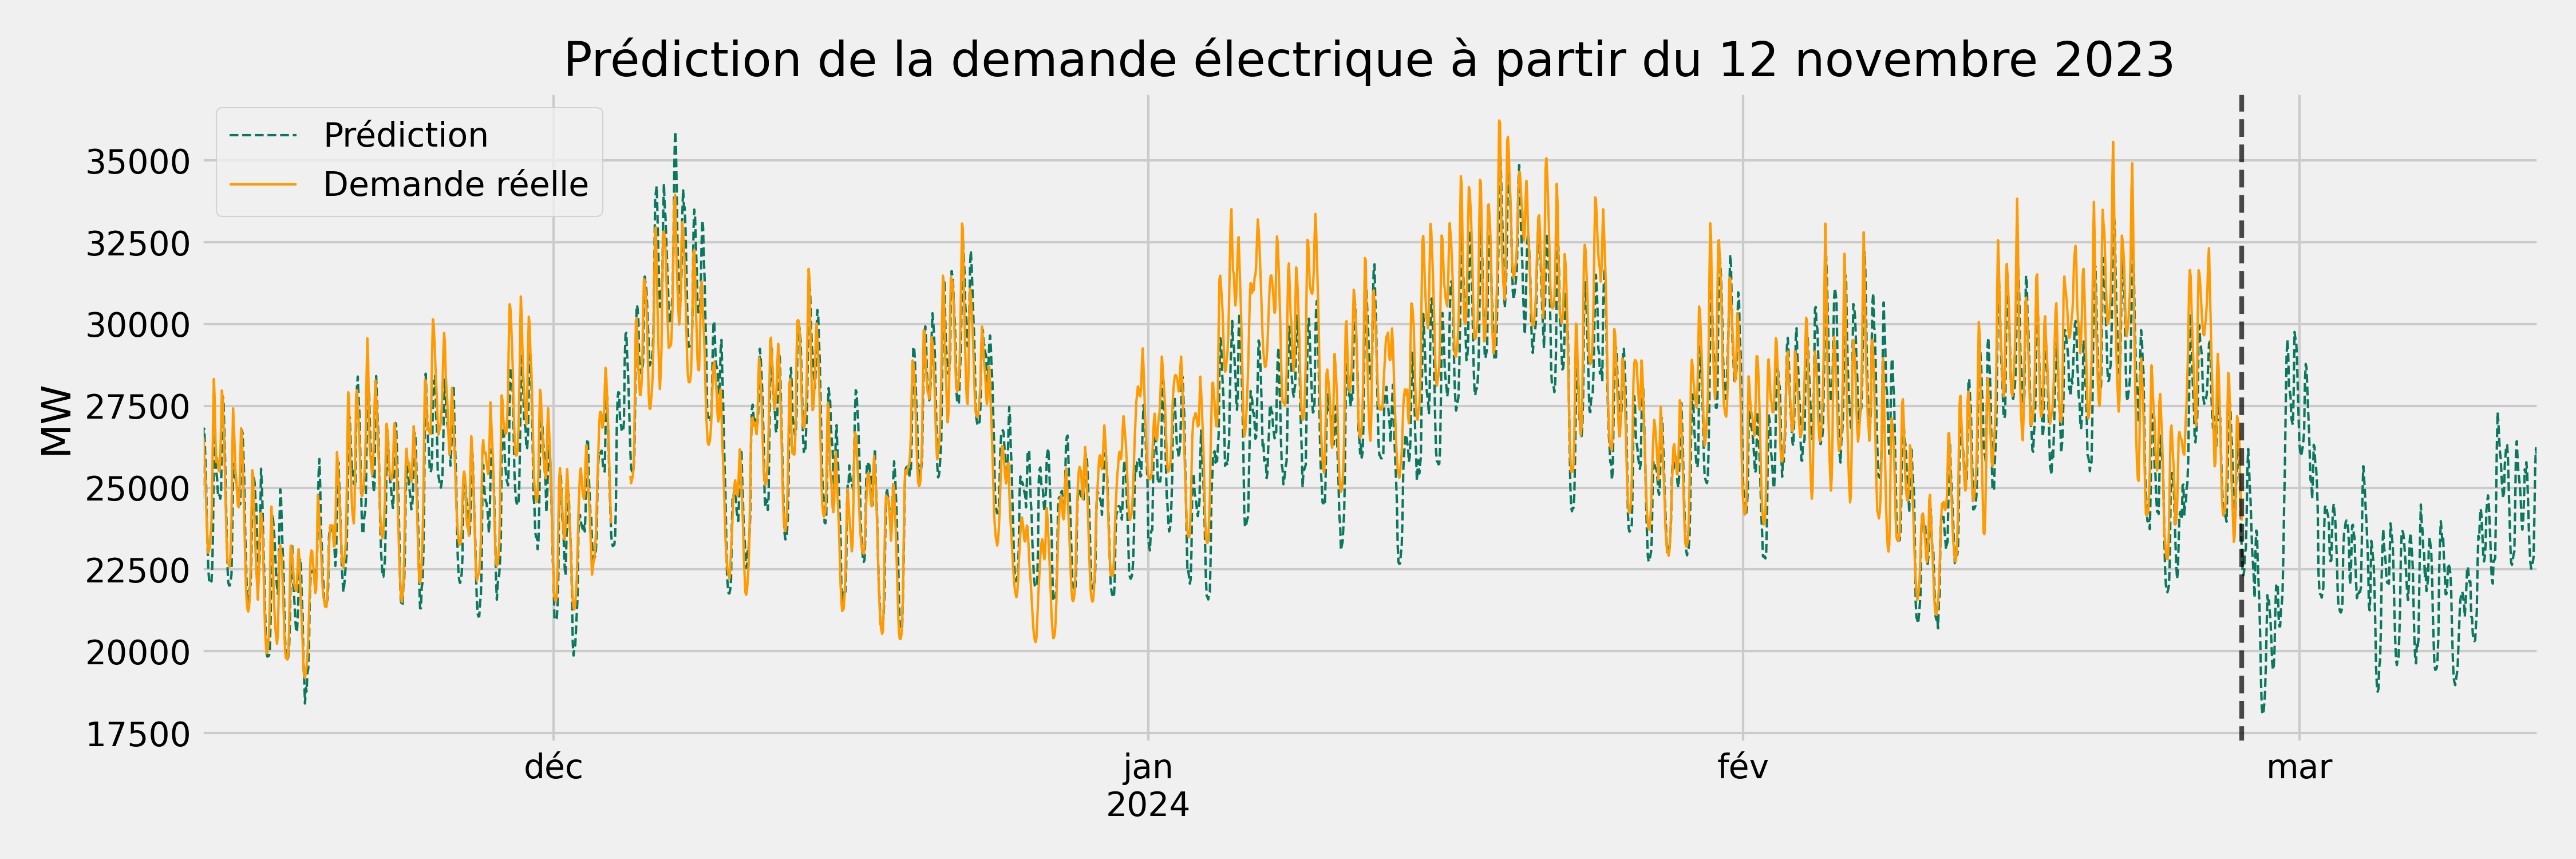 Prédiction de la demande électrique à partir du 12 novembre 2023
Prédiction
Demande réelle
MW
35000
32500
30000
27500
25000
22500
20000
17500
déc
jan
2024
fév
mar